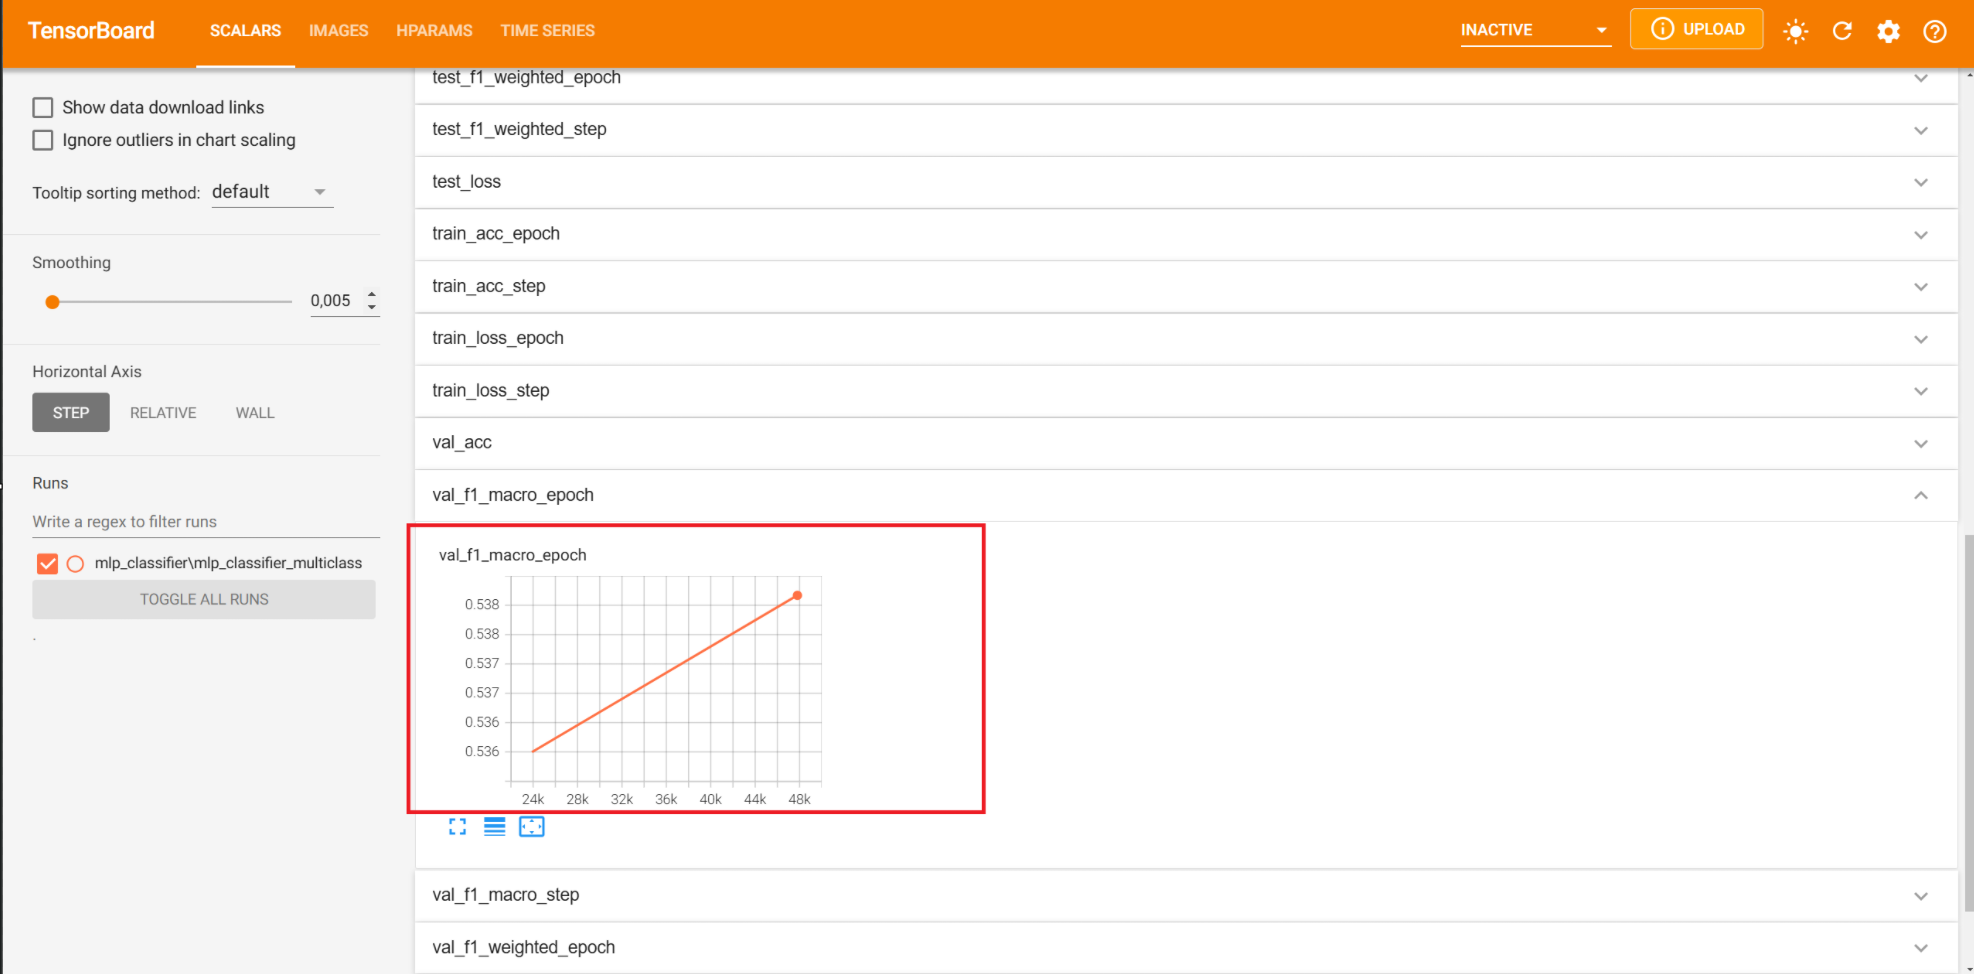 TensorBoard SCALARS IMAGES HPARAMS TIME SERIES INACTIVE UPLOAD
Show data download links
Ignore outliers in chart scaling
Tooltip sorting method: default
Smoothing
0,005
Horizontal Axis
STEP RELATIVE WALL
Runs
Write a regex to filter runs
mlp_classifier\mlp_classifier_multiclass
TOGGLE ALL RUNS
.
test_f1_weighted_epoch
test_f1_weighted_step
test_loss
train_acc_epoch
train_acc_step
train_loss_epoch
train_loss_step
val_acc
val_f1_macro_epoch
val_f1_macro_epoch
0.538
0.538
0.537
0.537
0.536
0.536
24k 28k 32k 36k 40k 44k 48k
val_f1_macro_step
val_f1_weighted_epoch